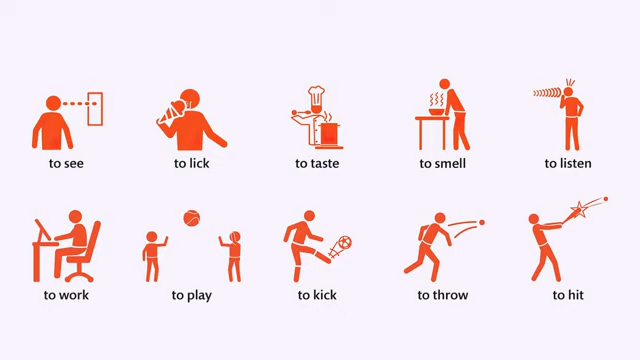 to see
to lick
to taste
to smell
to listen
to work
to play
to kick
to throw
to hit